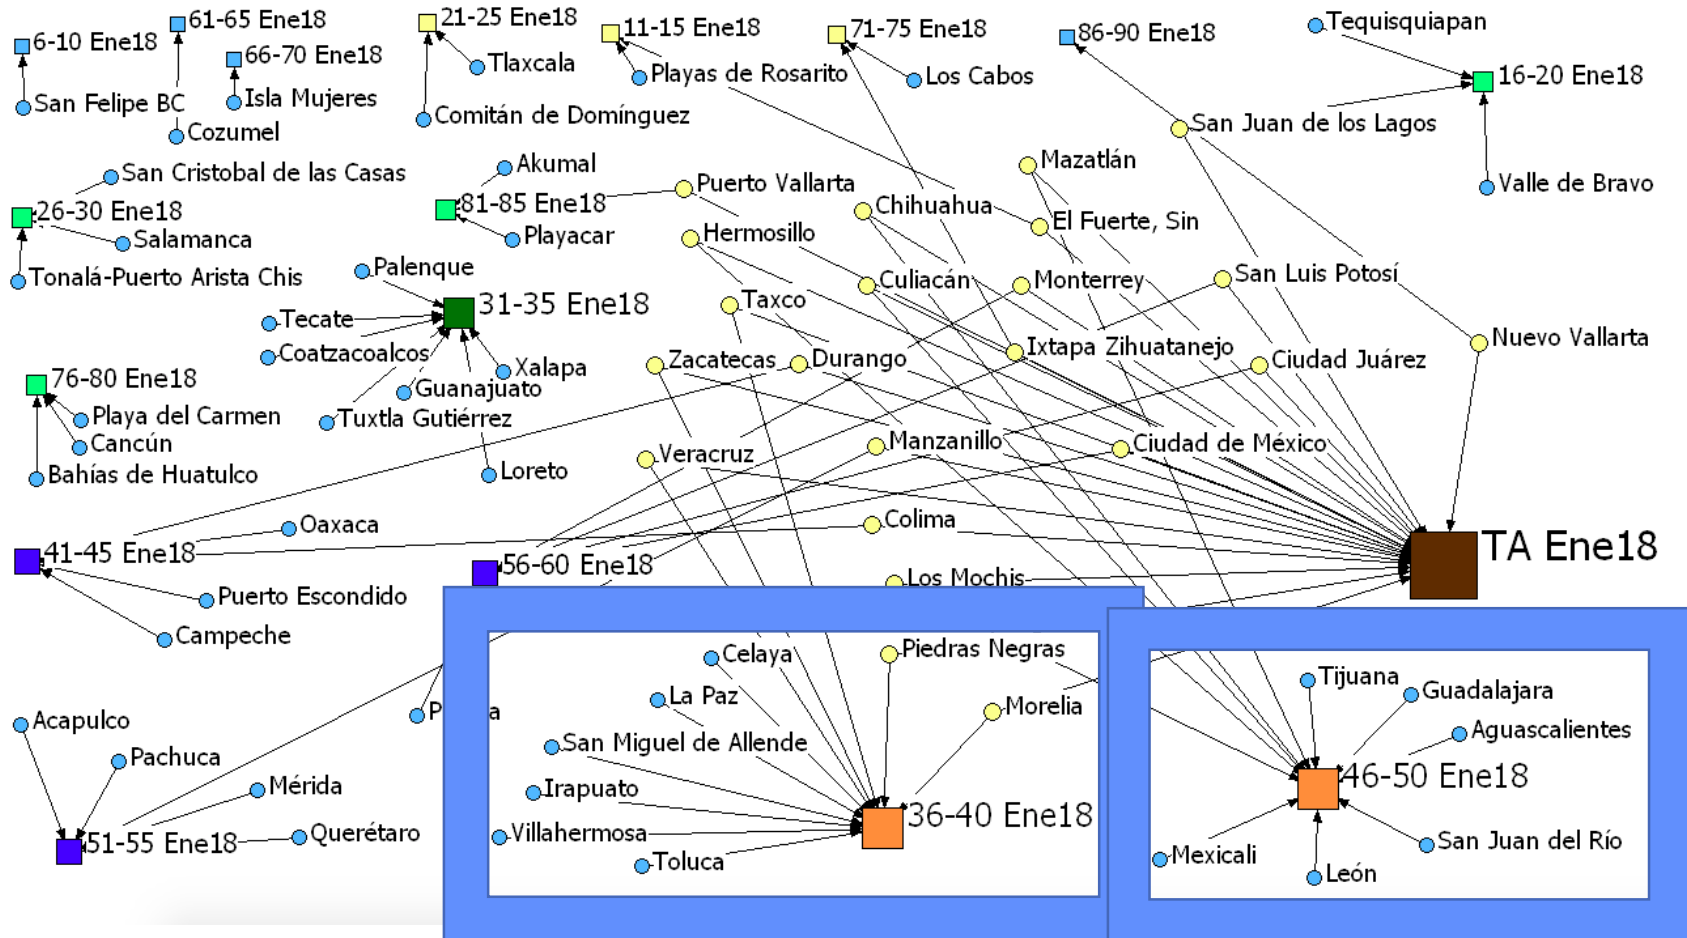 61-65 Ene18
21-25 Ene18
11-15 Ene18
71-75 Ene18
86-90 Ene18
Tequisquiapan
6-10 Ene18
66-70 Ene18
Tlaxcala
Playas de Rosarito
Los Cabos
16-20 Ene18
San Felipe BC
Isla Mujeres
Comitán de Domínguez
San Juan de los Lagos
Cozumel
San Cristobal de las Casas
Akumal
Mazatlán
Puerto Vallarta
Valle de Bravo
26-30 Ene18
81-85 Ene18
Chihuahua
El Fuerte, Sin
Salamanca
Playacar
Hermosillo
Tonalá-Puerto Arista Chis
Palenque
Culiacán
Monterrey
San Luis Potosí
31-35 Ene18
Taxco
Tecate
Nuevo Vallarta
Coatzacoalcos
Xalapa
Zacatecas
Durango
Ixtapa Zihuatanejo
Ciudad Juárez
76-80 Ene18
Guanajuato
Playa del Carmen
Tuxtla Gutiérrez
Cancún
Veracruz
Manzanillo
Ciudad de México
Bahías de Huatulco
Loreto
Oaxaca
Colima
41-45 Ene18
56-60 Ene18
TA Ene18
Los Mochis
Puerto Escondido
Campeche
Celaya
Piedras Negras
Tijuana
Guadalajara
La Paz
Morelia
Acapulco
P
a
Aguascalientes
Pachuca
San Miguel de Allende
46-50 Ene18
Mérida
Irapuato
36-40 Ene18
51-55 Ene18
Querétaro
Villahermosa
Mexicali
San Juan del Río
Toluca
León